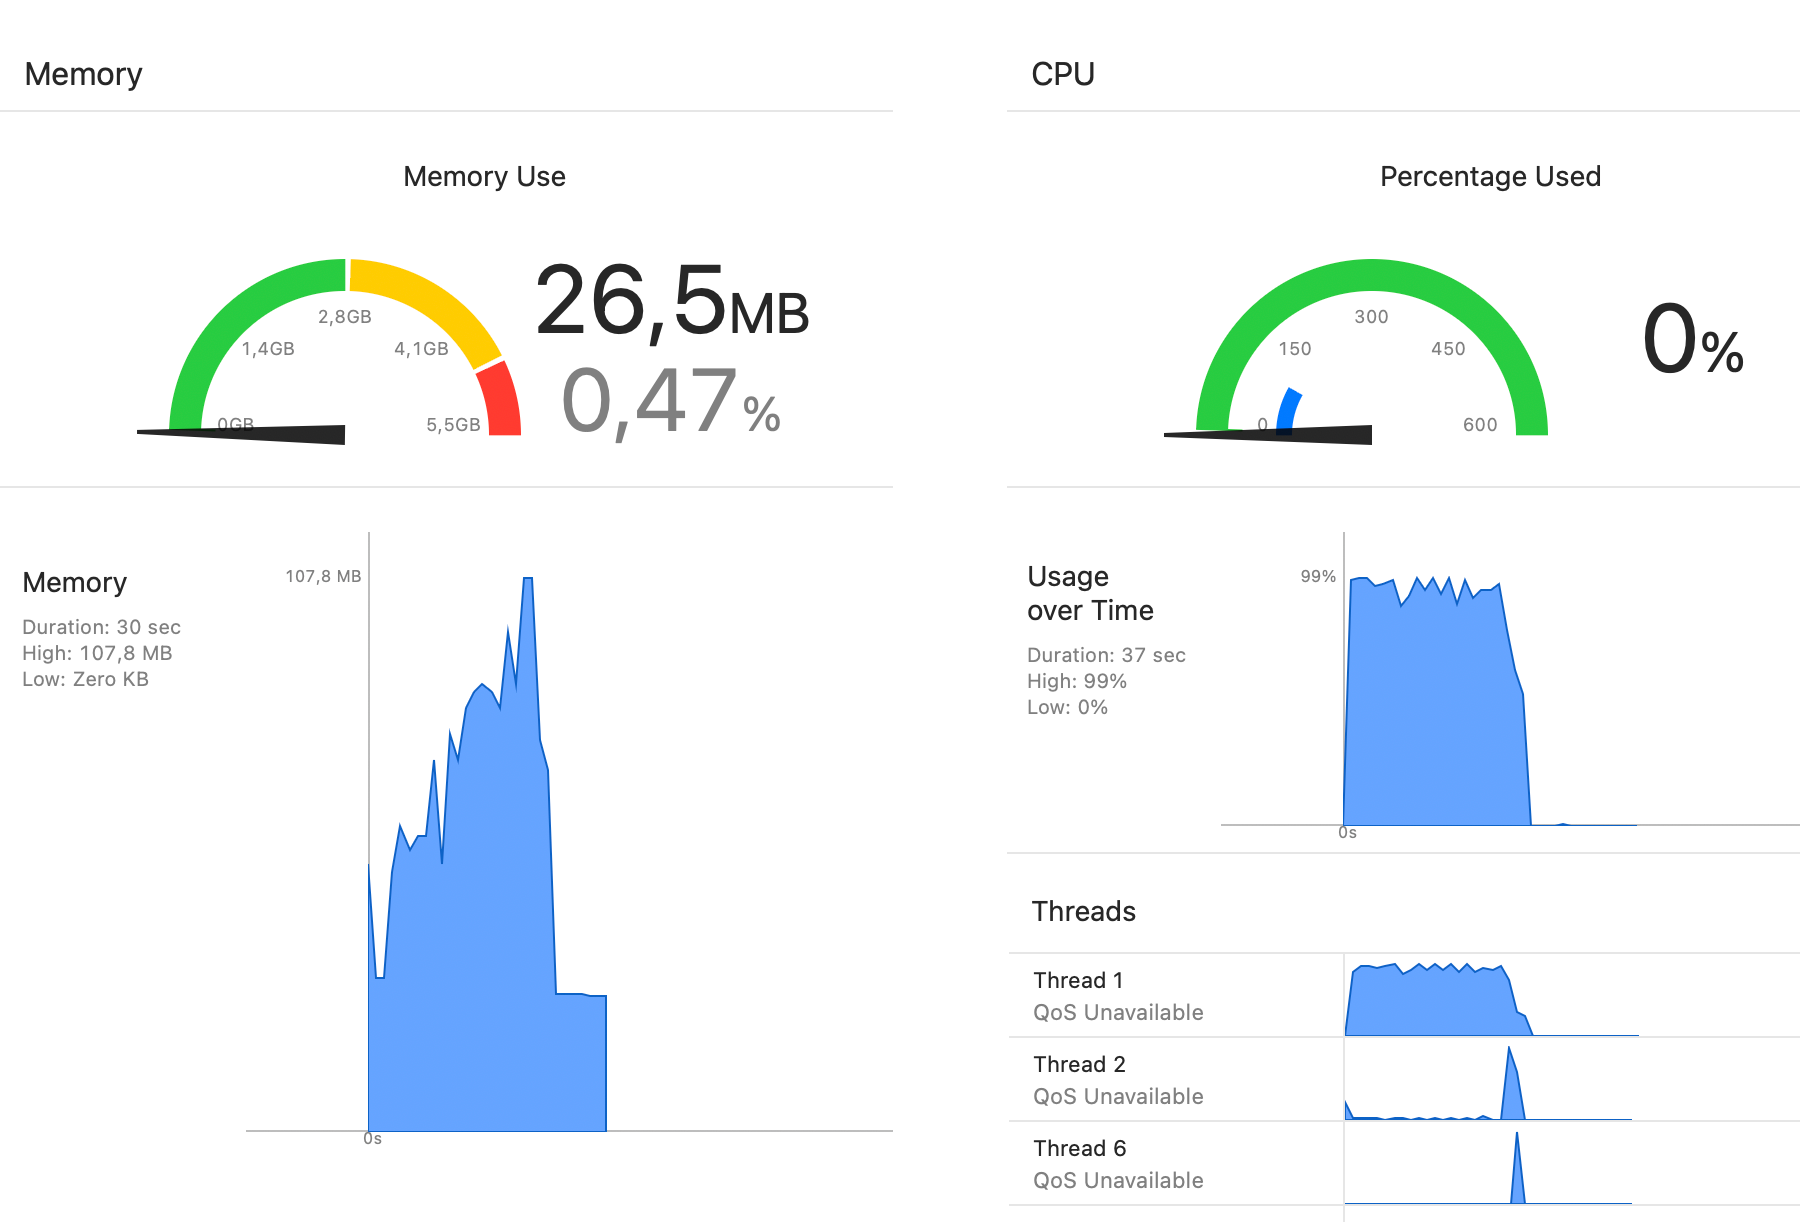 Memory
Memory Use
2,8GB
1,4GB
4,1GB
0GB
5,5GB
26,5MB
0,47%
Memory
Duration: 30 sec
High: 107,8 MB
Low: Zero KB
107,8 MB
0s
CPU
Percentage Used
300
150
450
0
600
0%
Usage
over Time
Duration: 37 sec
High: 99%
Low: 0%
99%
0s
Threads
Thread 1
QoS Unavailable
Thread 2
QoS Unavailable
Thread 6
QoS Unavailable